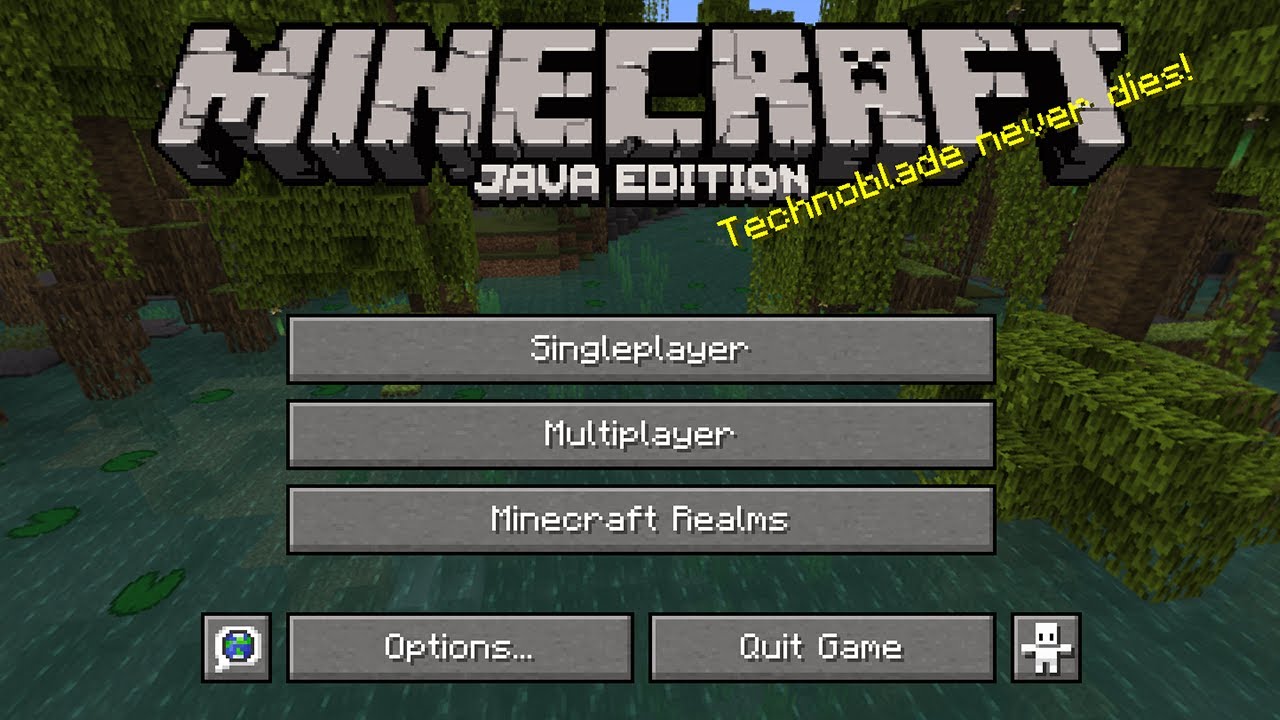 MINECRAFT
JAVA EDITION
Technoblade never dies!
Singleplayer
Multiplayer
Minecraft Realms
Options...
Quit Game